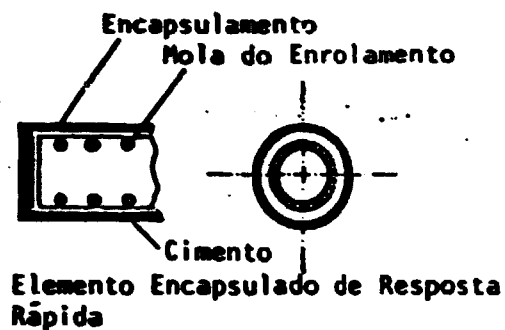 Encapsulamento
Mola do Enrolamento
Cimento
Elemento Encapsulado de Resposta
Rápida